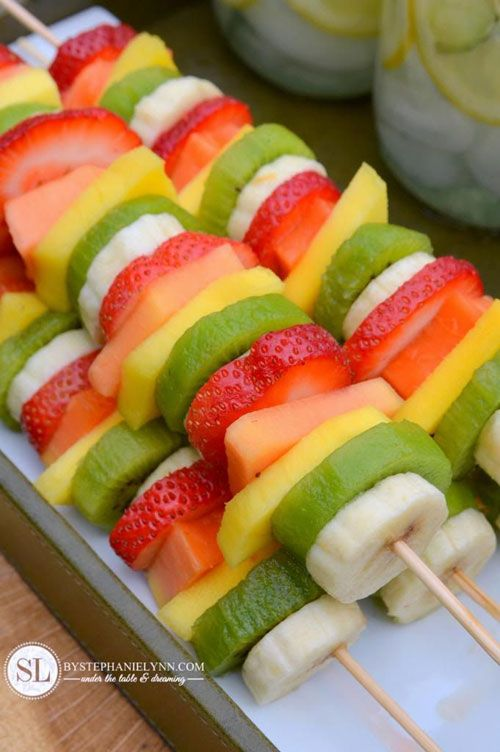 SL
BYSTEPHANIELYNN.COM
under the table & dreaming